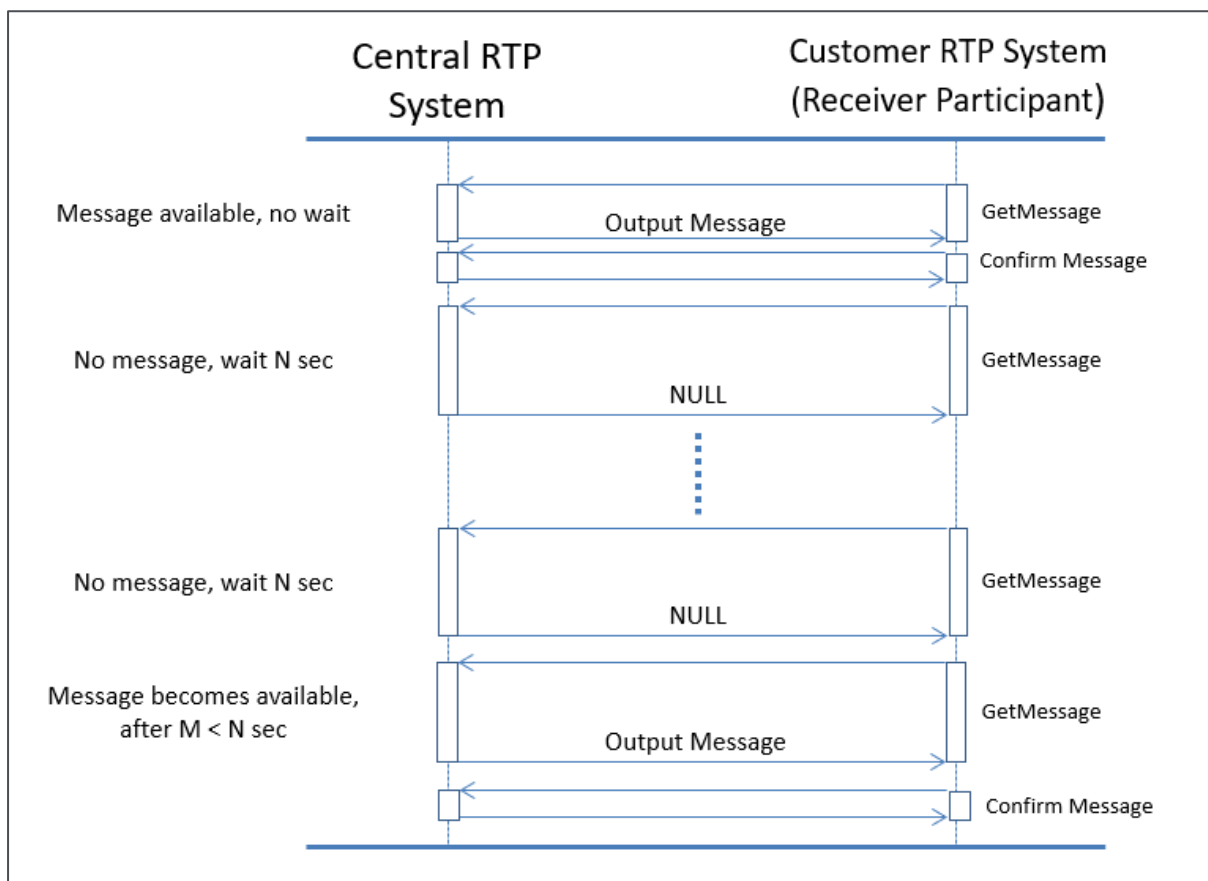 Central RTP
System
Customer RTP System
(Receiver Participant)
Message available, no wait
Output Message
GetMessage
Confirm Message
No message, wait N sec
GetMessage
NULL
No message, wait N sec
GetMessage
NULL
Message becomes available,
after M < N sec
GetMessage
Output Message
Confirm Message